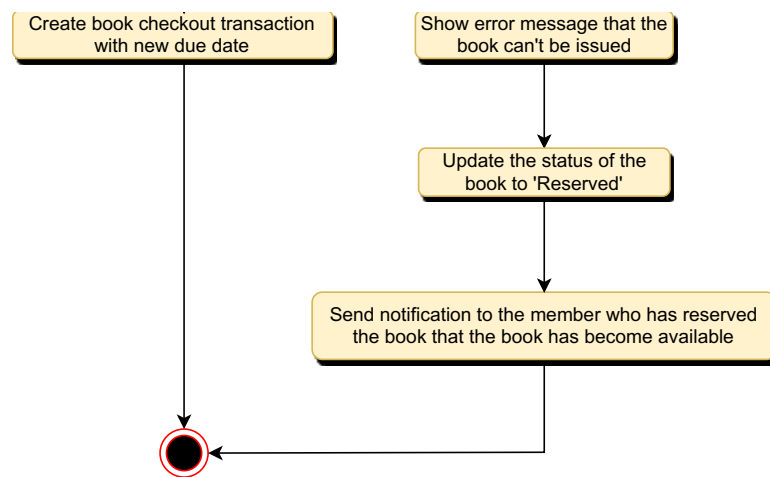 Create book checkout transaction
with new due date
Show error message that the
book can't be issued
Update the status of the
book to 'Reserved'
Send notification to the member who has reserved
the book that the book has become available